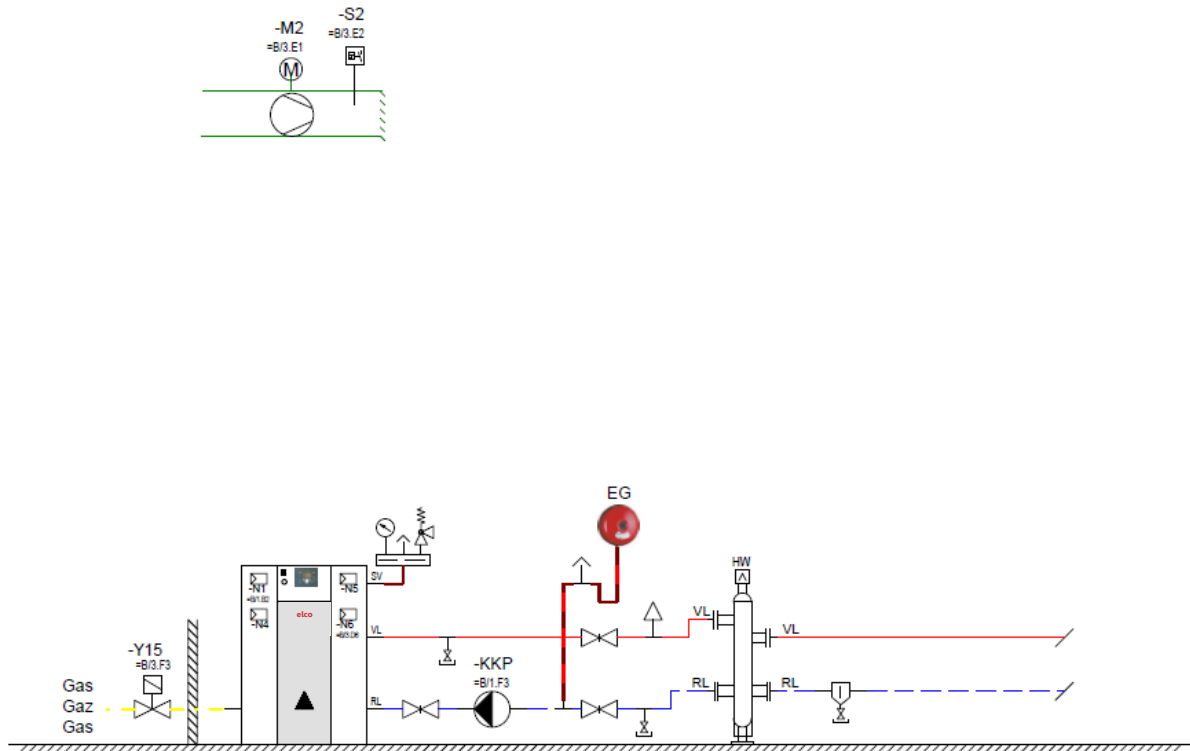 -M2
=B/3.E1
-S2
=B/3.E2
M
EG
HW
SV
-N1
=B/1.B2
-N5
elco
-N4
-N6
=B/3.D6
VL
VL
VL
-Y15
=B/3.F3
-KKP
=B/1.F3
RL
RL
RL
Gas
Gaz
Gas